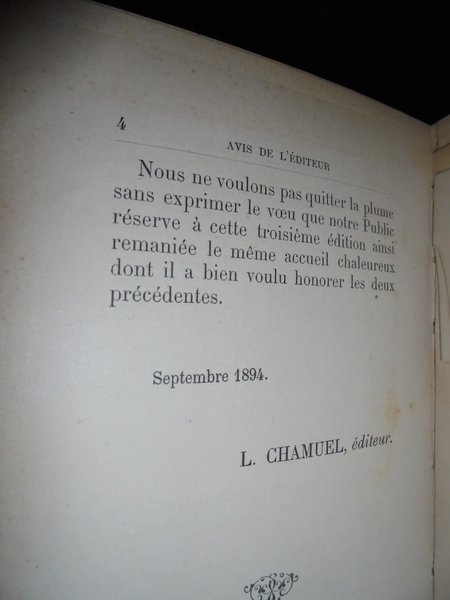 4
AVIS DE L'ÉDITEUR
Nous ne voulons pas quitter la plume
sans exprimer le vœu que notre Public
réserve à cette troisième édition ainsi
remaniée le même accueil chaleureux
dont il a bien voulu honorer les deux
précédentes.
Septembre 1894.
L. CHAMUEL, éditeur.